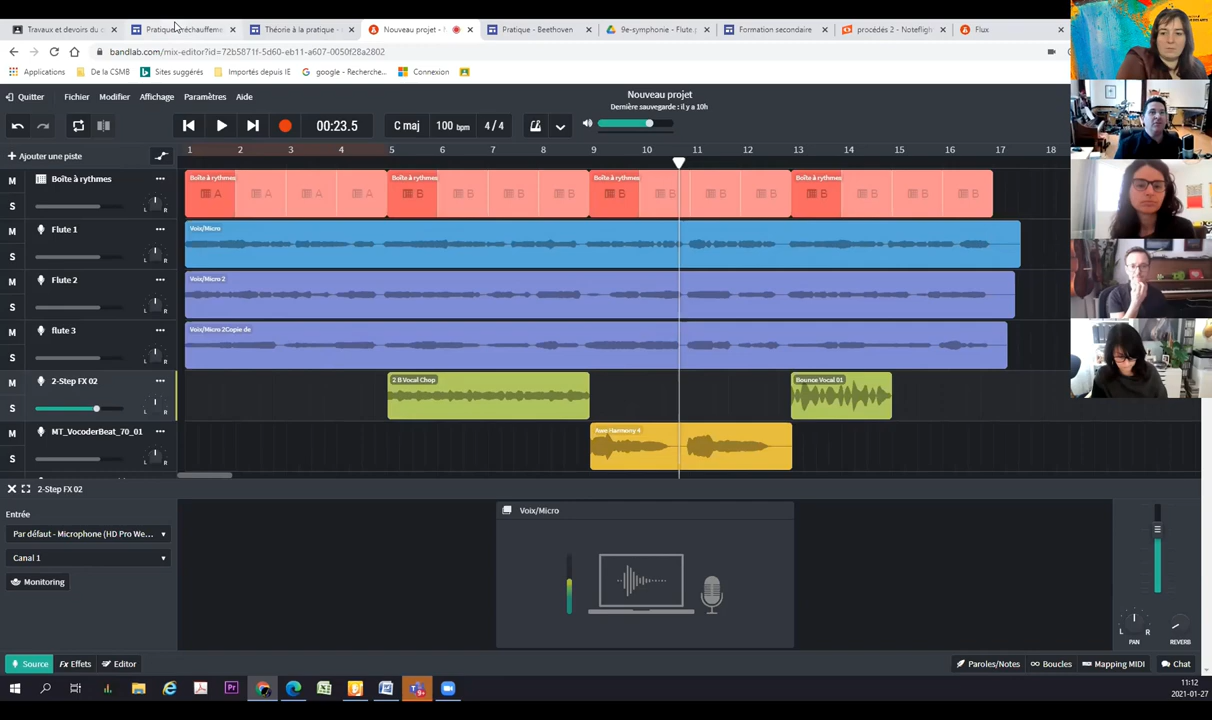 Travaux et devoirs du c
Pratique réchauffeme
Théorie à la pratique -
Nouveau projet -
Pratique - Beethoven
9e-symphonie - Flute.p
Formation secondaire
procédés 2 - Noteflig
Flux
bandlab.com/mix-editor?id=72b5871f-5d60-eb11-a607-0050f28a2802
Applications
De la CSMB
Sites suggérés
Importés depuis IE
google - Recherche...
Connexion
Quitter
Fichier
Modifier
Affichage
Paramètres
Aide
Nouveau projet
Dernière sauvegarde : il y a 10h
00:23.5
C maj
100 bpm
4/4
Ajouter une piste
1 2 3 4 5 6 7 8 9 10 11 12 13 14 15 16 17 18
M Boîte à rythmes
S L R
Boîte à rythmes A A A A
Boîte à rythmes B B B B
Boîte à rythmes B B B B
Boîte à rythmes B B B B
M Flute 1
S L R
Voix/Micro
M Flute 2
S L R
Voix/Micro 2
M flute 3
S L R
Voix/Micro 2Copie de
M 2-Step FX 02
S L R
2 B Vocal Chop
Bounce Vocal 01
M MT_VocoderBeat_70_01
S L R
Awe Harmony 4
2-Step FX 02
Entrée
Par défaut - Microphone (HD Pro We...
Canal 1
Monitoring
Voix/Micro
L R
PAN
REVERB
Source
Effets
Editor
Paroles/Notes
Boucles
Mapping MIDI
Chat
11:12
2021-01-27